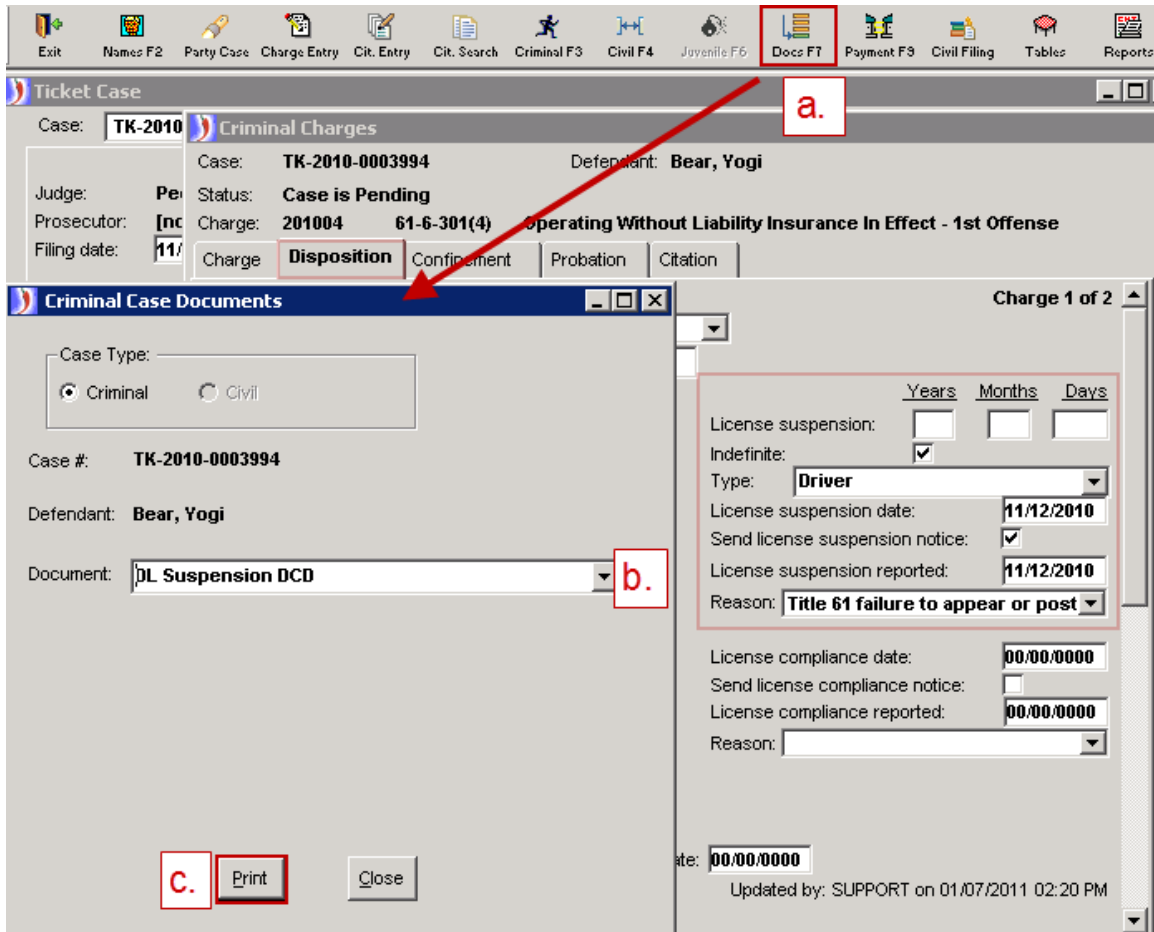 Exit Names F2 Party Case Charge Entry Cit. Entry Cit. Search Criminal F3 Civil F4 Juvenile F6 Docs F7 Payment F9 Civil Filing Tables Reports
a.
Ticket Case
Case: TK-2010
Judge:
Prosecutor:
Filing date: 11/
Criminal Charges
Case: TK-2010-0003994 Defendant: Bear, Yogi
Status: Case is Pending
Charge: 201004 61-6-301(4) Operating Without Liability Insurance In Effect - 1st Offense
Charge Disposition Confinement Probation Citation
Charge 1 of 2
Years Months Days
License suspension:
Indefinite:
Type: Driver
License suspension date: 11/12/2010
Send license suspension notice:
License suspension reported: 11/12/2010
Reason: Title 61 failure to appear or post
License compliance date: 00/00/0000
Send license compliance notice:
License compliance reported: 00/00/0000
Reason:
ate: 00/00/0000
Updated by: SUPPORT on 01/07/2011 02:20 PM
Criminal Case Documents
Case Type:
Criminal Civil
Case #: TK-2010-0003994
Defendant: Bear, Yogi
Document: DL Suspension DCD
b.
c.
Print Close